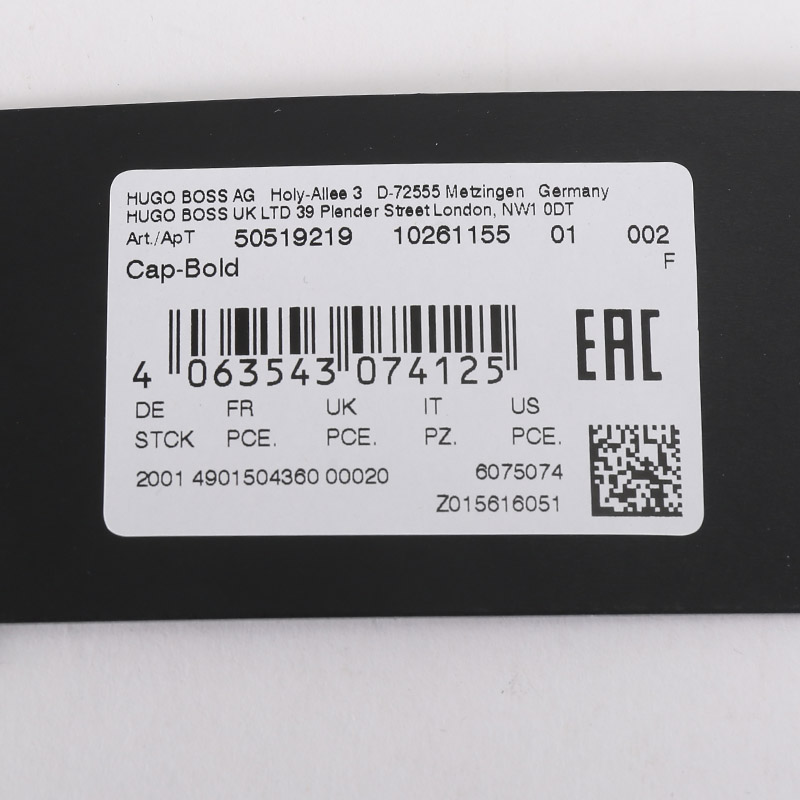 HUGO BOSS AG Holy-Allee 3 D-72555 Metzingen Germany
HUGO BOSS UK LTD 39 Plender Street London, NW1 0DT
Art./АрТ 50519219 10261155 01 002
Cap-Bold F
EAC
4 063543 074125
DE FR UK IT US
STCK PCE. PCE. PZ. PCE.
2001 4901504360 00020 6075074
Z015616051